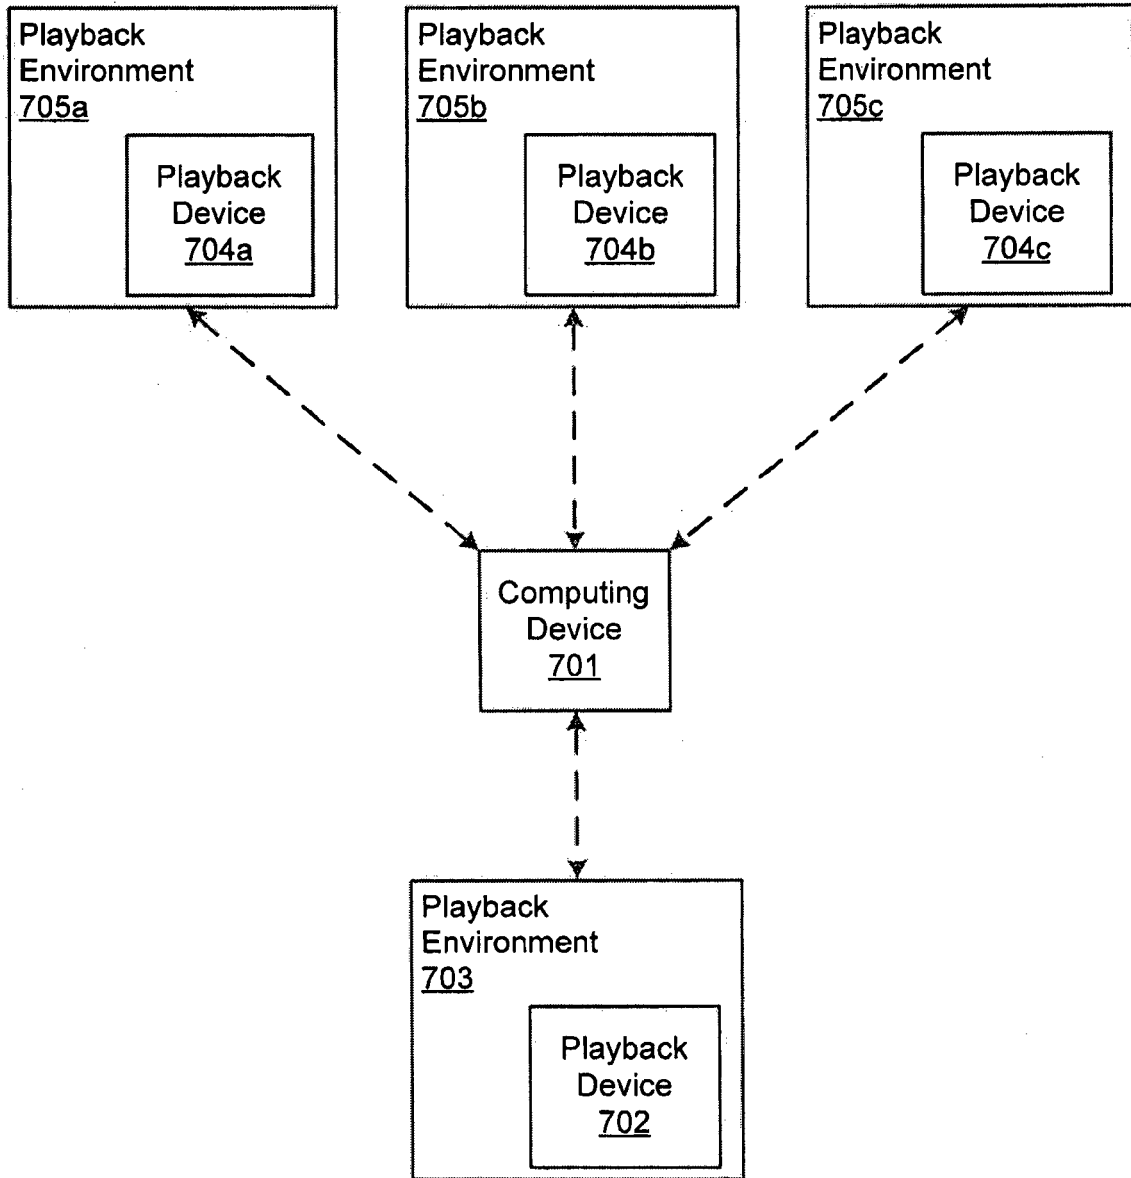 Playback
Environment
705a
Playback
Device
704a
Playback
Environment
705b
Playback
Device
704b
Playback
Environment
705c
Playback
Device
704c
Computing
Device
701
Playback
Environment
703
Playback
Device
702